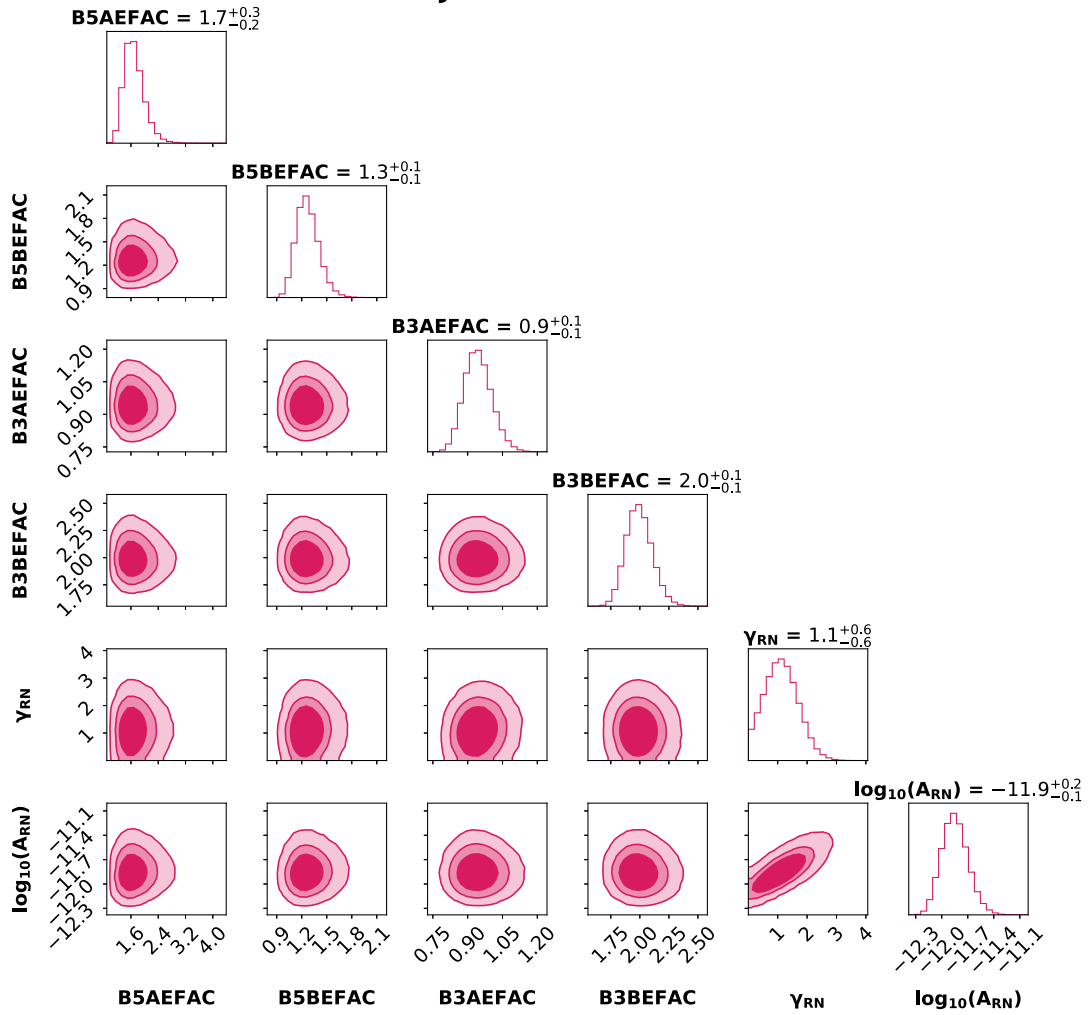 B5AEFAC = 1.7+0.3−0.2
B5BEFAC = 1.3+0.1−0.1
B5BEFAC
2.1
1.8
1.5
1.2
0.9
B3AEFAC = 0.9+0.1−0.1
B3AEFAC
1.20
1.05
0.90
0.75
B3BEFAC = 2.0+0.1−0.1
B3BEFAC
2.50
2.25
2.00
1.75
γRN = 1.1+0.6−0.6
γRN
4
3
2
1
log10(ARN) = −11.9+0.2−0.1
log10(ARN)
−11.1
−11.4
−11.7
−12.0
−12.3
1.6 2.4 3.2 4.0 0.9 1.2 1.5 1.8 2.1 0.75 0.90 1.05 1.20 1.75 2.00 2.25 2.50 1 2 3 4 −12.3 −12.0 −11.7 −11.4 −11.1
B5AEFAC B5BEFAC B3AEFAC B3BEFAC γRN log10(ARN)